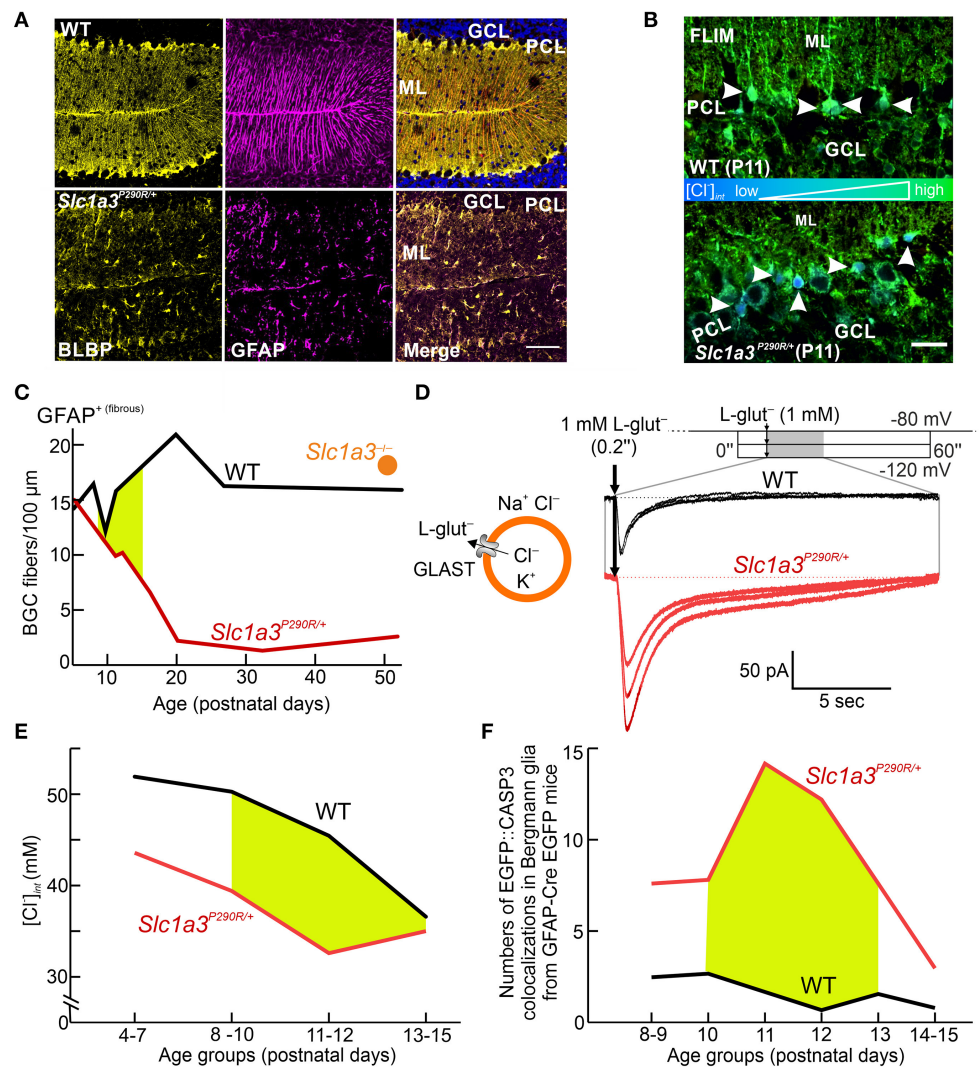 A
WT
GCL
PCL
ML
Slc1a3P290R/+
GCL
PCL
ML
BLBP
GFAP
Merge
B
FLIM
ML
PCL
GCL
WT (P11)
[Cl-]int low
high
ML
PCL
GCL
Slc1a3P290R/+ (P11)
C
GFAP+ (fibrous)
20
15
10
5
0
10
20
30
40
50
WT
Slc1a3-/-
Slc1a3P290R/+
BGC fibers/100 µm
Age (postnatal days)
D
1 mM L-glut-
(0.2")
L-glut- (1 mM)
-80 mV
0"
60"
-120 mV
WT
Na+ Cl-
L-glut-
GLAST
Cl-
K+
Slc1a3P290R/+
50 pA
5 sec
E
50
40
30
0
[Cl-]int (mM)
WT
Slc1a3P290R/+
4-7
8 -10
11-12
13-15
Age groups (postnatal days)
F
Numbers of EGFP::CASP3
colocalizations in Bergmann glia
from GFAP-Cre EGFP mice
15
10
5
0
Slc1a3P290R/+
WT
8-9
10
11
12
13
14-15
Age groups (postnatal days)